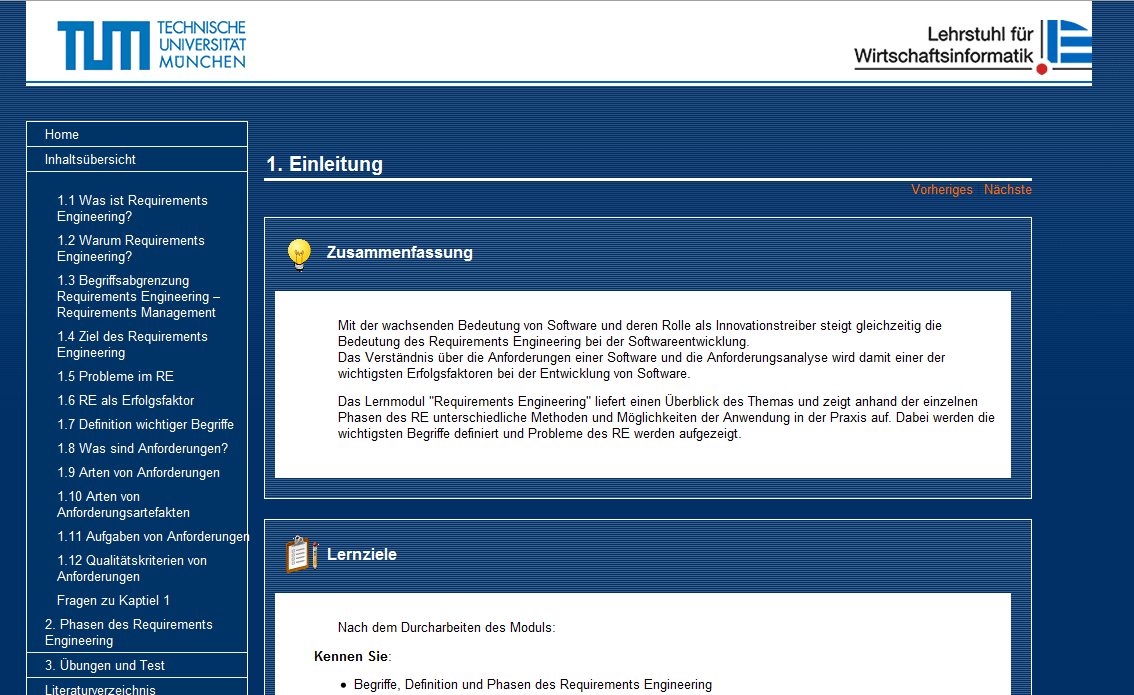 TUM TECHNISCHE
UNIVERSITÄT
MÜNCHEN
Lehrstuhl für
Wirtschaftsinformatik
Home
Inhaltsübersicht
1.1 Was ist Requirements
Engineering?
1.2 Warum Requirements
Engineering?
1.3 Begriffsabgrenzung
Requirements Engineering –
Requirements Management
1.4 Ziel des Requirements
Engineering
1.5 Probleme im RE
1.6 RE als Erfolgsfaktor
1.7 Definition wichtiger Begriffe
1.8 Was sind Anforderungen?
1.9 Arten von Anforderungen
1.10 Arten von
Anforderungsartefakten
1.11 Aufgaben von Anforderungen
1.12 Qualitätskriterien von
Anforderungen
Fragen zu Kaptiel 1
2. Phasen des Requirements
Engineering
3. Übungen und Test
Literaturverzeichnis
1. Einleitung
Vorheriges Nächste
Zusammenfassung
Mit der wachsenden Bedeutung von Software und deren Rolle als Innovationstreiber steigt gleichzeitig die
Bedeutung des Requirements Engineering bei der Softwareentwicklung.
Das Verständnis über die Anforderungen einer Software und die Anforderungsanalyse wird damit einer der
wichtigsten Erfolgsfaktoren bei der Entwicklung von Software.
Das Lernmodul "Requirements Engineering" liefert einen Überblick des Themas und zeigt anhand der einzelnen
Phasen des RE unterschiedliche Methoden und Möglichkeiten der Anwendung in der Praxis auf. Dabei werden die
wichtigsten Begriffe definiert und Probleme des RE werden aufgezeigt.
Lernziele
Nach dem Durcharbeiten des Moduls:
Kennen Sie:
• Begriffe, Definition und Phasen des Requirements Engineering